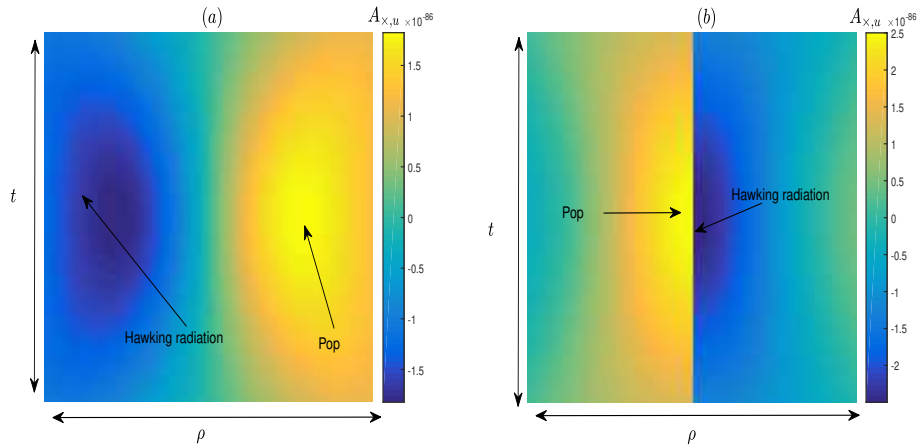 (a)
A×,u ×10-86
1.5
1
0.5
0
-0.5
-1
-1.5
t
Hawking radiation
Pop
ρ
(b)
A×,u ×10-86
2.5
2
1.5
1
0.5
0
-0.5
-1
-1.5
-2
t
Pop
Hawking radiation
ρ